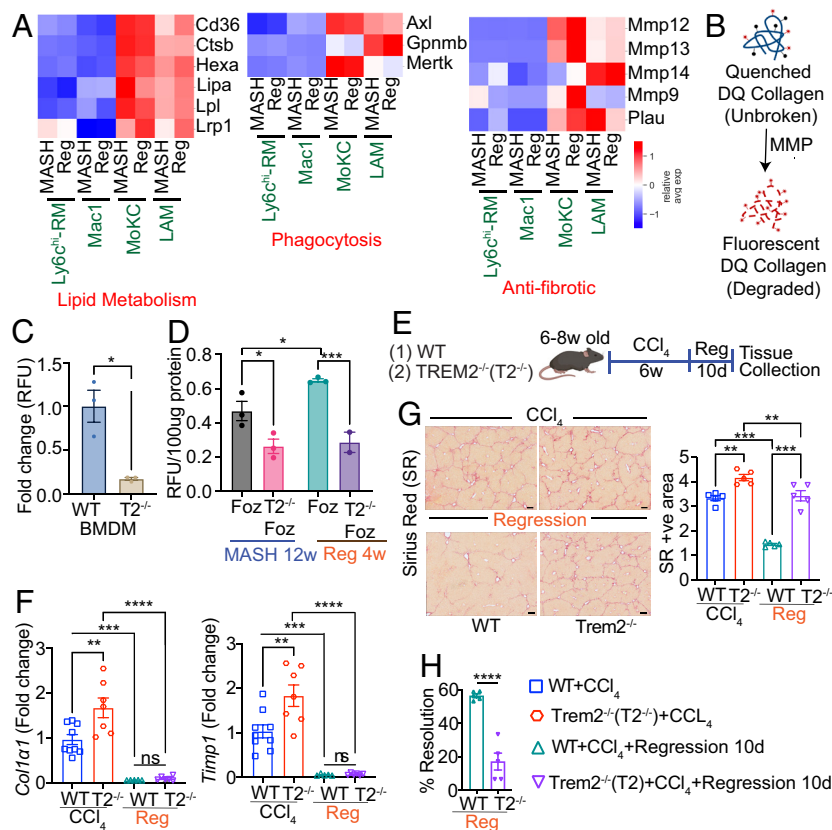 A
Cd36
Ctsb
Hexa
Lipa
Lpl
Lrp1
MASH
Reg
MASH
Reg
MASH
Reg
MASH
Reg
Ly6cʰⁱ-RM
Mac1
MoKC
LAM
Lipid Metabolism
Axl
Gpnmb
Mertk
MASH
Reg
MASH
Reg
MASH
Reg
MASH
Reg
Ly6cʰⁱ-RM
Mac1
MoKC
LAM
Phagocytosis
Mmp12
Mmp13
Mmp14
Mmp9
Plau
MASH
Reg
MASH
Reg
MASH
Reg
MASH
Reg
Ly6cʰⁱ-RM
Mac1
MoKC
LAM
1
0
−1
relative
avg exp
Anti-fibrotic
B
Quenched
DQ Collagen
(Unbroken)
MMP
Fluorescent
DQ Collagen
(Degraded)
C
Fold change (RFU)
1.5
1.0
0.5
0.0
*
WT T2⁻/⁻
BMDM
D
RFU/100ug protein
0.8
0.6
0.4
0.2
0.0
*
*
***
Foz T2⁻/⁻ Foz T2⁻/⁻
Foz Foz
MASH 12w Reg 4w
E
(1) WT
(2) TREM2⁻/⁻(T2⁻/⁻)
6-8w old
CCl₄
6w
Reg
10d
Tissue
Collection
F
Col1α1 (Fold change)
3
2
1
0
****
***
**
ns
WT T2⁻/⁻ WT T2⁻/⁻
CCl₄ Reg
Timp1 (Fold change)
3
2
1
0
****
***
**
ns
WT T2⁻/⁻ WT T2⁻/⁻
CCl₄ Reg
G
Sirius Red (SR)
CCl₄
Regression
WT Trem2⁻/⁻
SR +ve area
5
4
3
2
1
0
**
***
** ***
WT T2⁻/⁻ WT T2⁻/⁻
CCl₄ Reg
H
% Resolution
60
40
20
0
****
WT T2⁻/⁻
Reg
WT+CCl₄
Trem2⁻/⁻(T2⁻/⁻)+CCL₄
WT+CCl₄+Regression 10d
Trem2⁻/⁻(T2)+CCl₄+Regression 10d